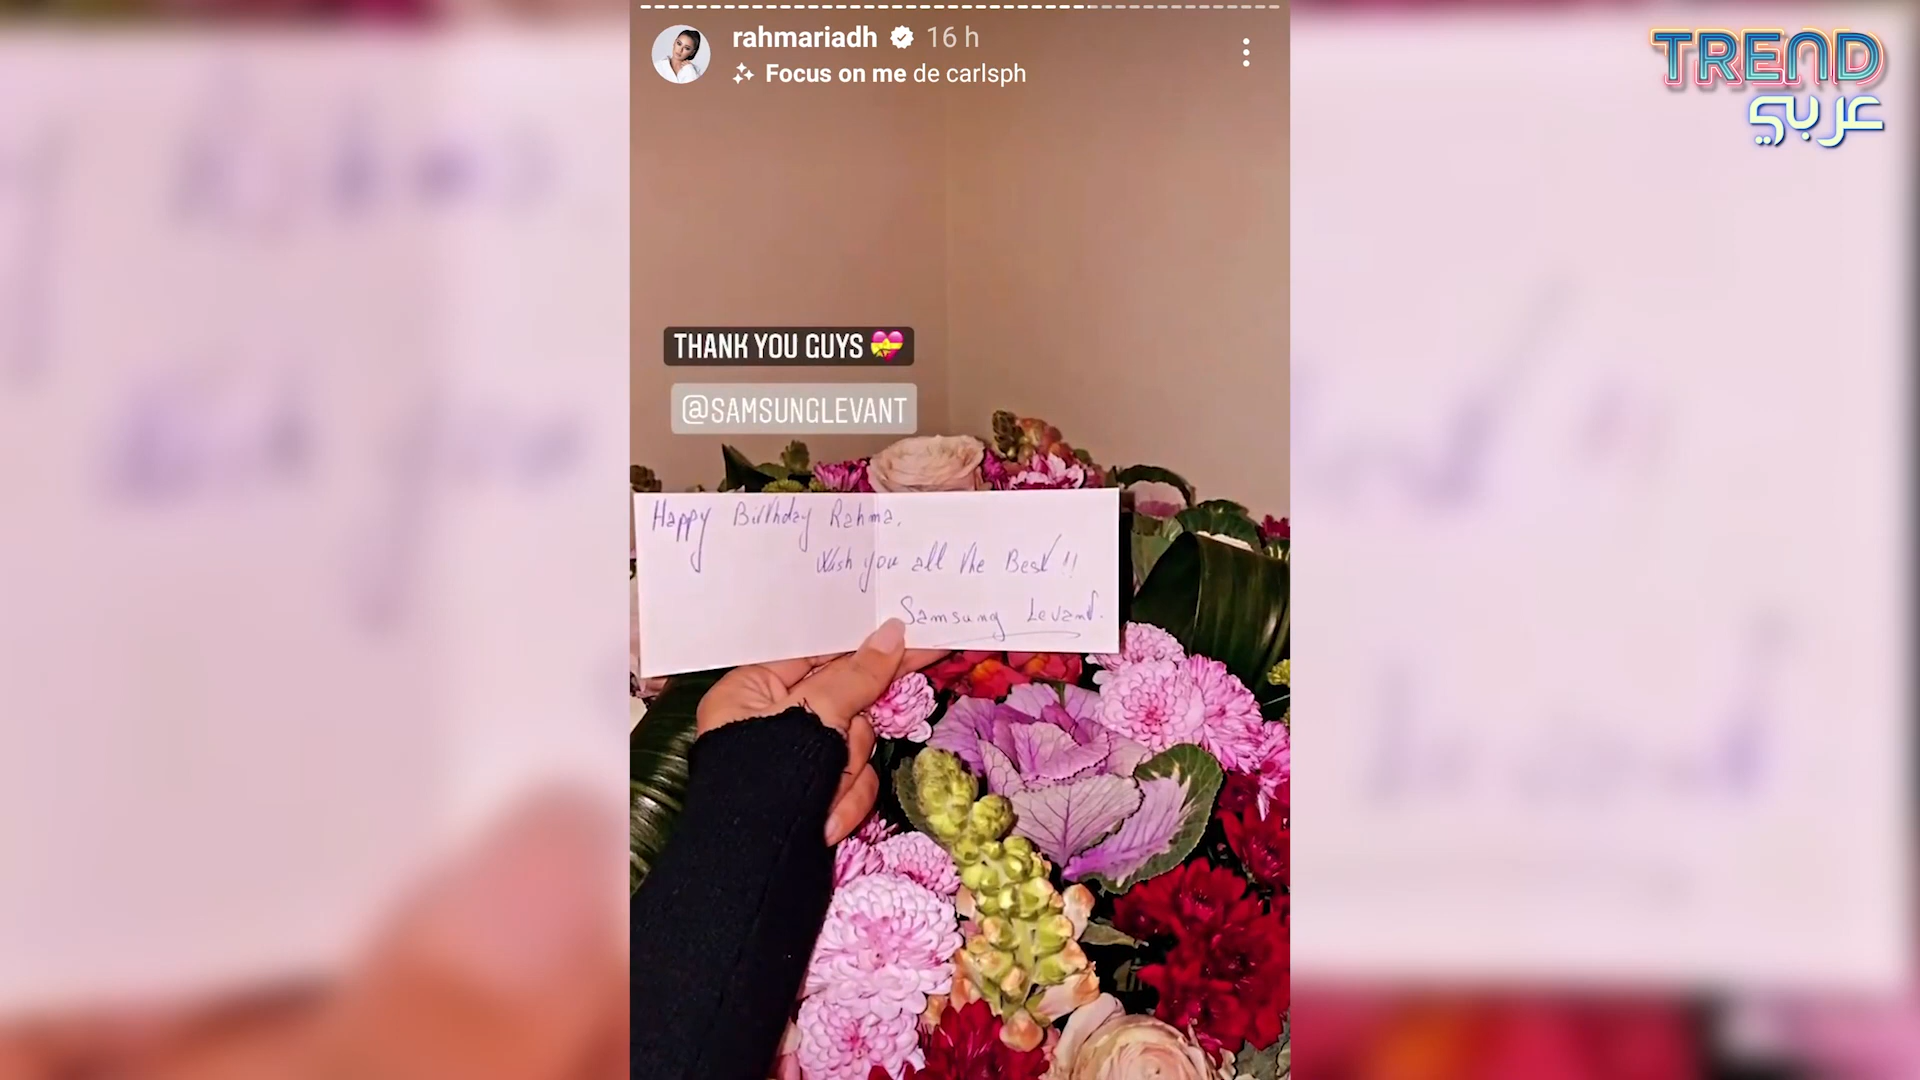 rahmariadh 16 h
Focus on me de carlsph
TREND
عربي
THANK YOU GUYS
@SAMSUNGLEVANT
Happy Birthday Rahma,
Wish you all the Best!!
Samsung Levant.